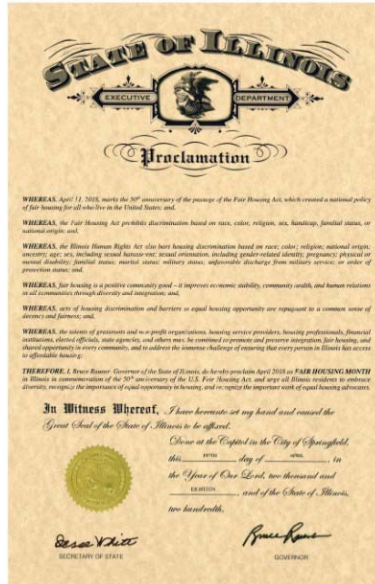 STATE OF ILLINOIS
EXECUTIVE DEPARTMENT
Proclamation
WHEREAS, April 11, 2018, marks the 50th anniversary of the passage of the Fair Housing Act, which created a national policy
of fair housing for all who live in the United States; and,
WHEREAS, the Fair Housing Act prohibits discrimination based on race, color, religion, sex, handicap, familial status, or
national origin; and,
WHEREAS, the Illinois Human Rights Act also bars housing discrimination based on race; color; religion; national origin;
ancestry; age; sex, including sexual harassment; sexual orientation, including gender-related identity; pregnancy; physical or
mental disability; familial status; marital status; military status; unfavorable discharge from military service; or order of
protection status; and,
WHEREAS, fair housing is a positive community good – it improves economic stability, community health, and human relations
in all communities through diversity and integration; and,
WHEREAS, acts of housing discrimination and barriers to equal housing opportunity are repugnant to a common sense of
decency and fairness; and,
WHEREAS, the talents of grassroots and non-profit organizations, housing service providers, housing professionals, financial
institutions, elected officials, state agencies, and others may be combined to promote and preserve integration, fair housing, and
shared opportunity in every community, and to address the immense challenge of ensuring that every person in Illinois has access
to affordable housing;
THEREFORE, I, Bruce Rauner, Governor of the State of Illinois, do hereby proclaim April 2018 as FAIR HOUSING MONTH
in Illinois in commemoration of the 50th anniversary of the U.S. Fair Housing Act, and urge all Illinois residents to embrace
diversity, recognize the importance of equal opportunity in housing, and recognize the important work of equal housing advocates.
In Witness Whereof, I have hereunto set my hand and caused the
Great Seal of the State of Illinois to be affixed.
Done at the Capitol in the City of Springfield,
this day of APRIL, in
the Year of Our Lord, two thousand and
EIGHTEEN, and of the State of Illinois,
two hundredth.
Jesse White
SECRETARY OF STATE
Bruce Rauner
GOVERNOR